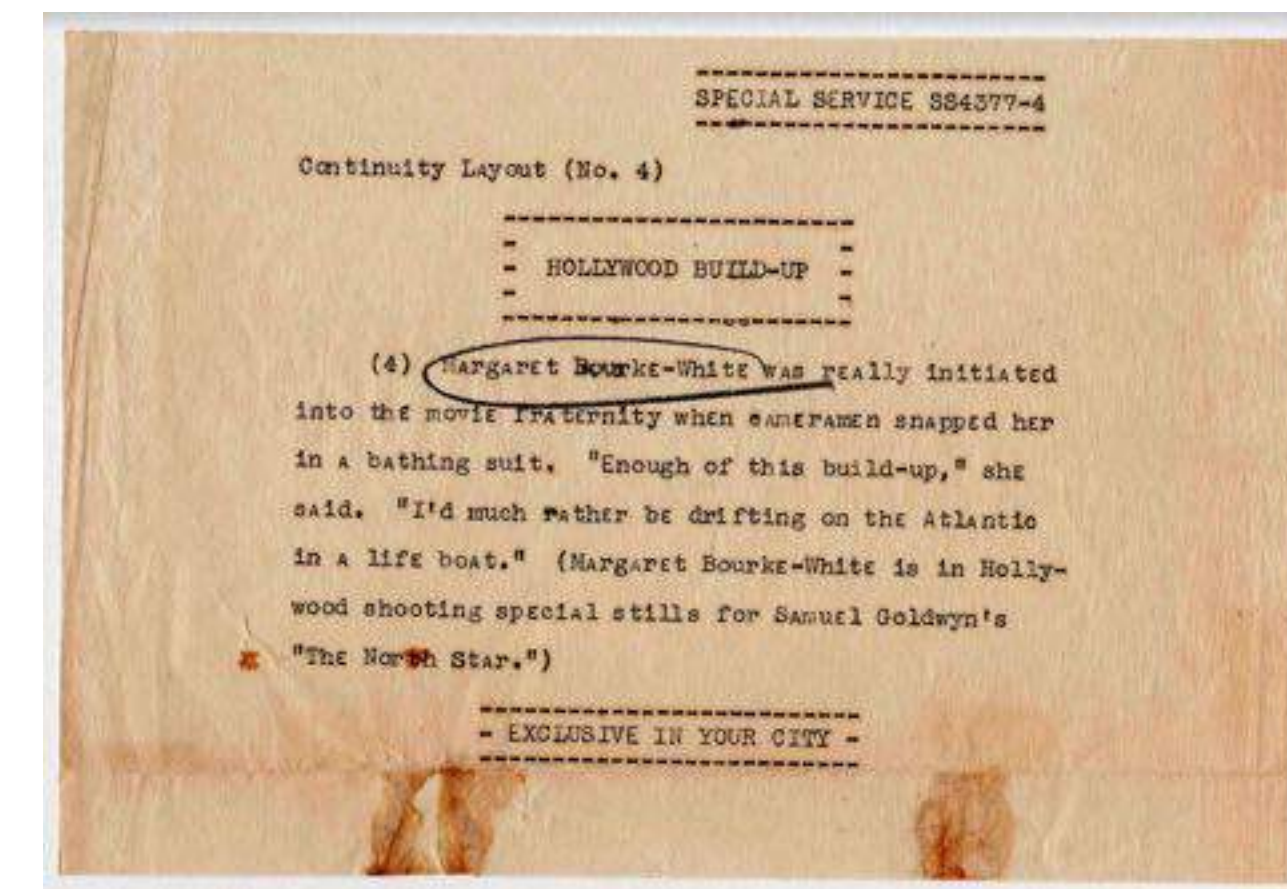 SPECIAL SERVICE SS4377-4
Continuity Layout (No. 4)
HOLLYWOOD BUILD-UP
(4) Margaret Bourke-White was really initiated
into the movie fraternity when cameramen snapped her
in a bathing suit. "Enough of this build-up," she
said. "I'd much rather be drifting on the Atlantic
in a life boat." (Margaret Bourke-White is in Holly-
wood shooting special stills for Samuel Goldwyn's
"The North Star.")
- EXCLUSIVE IN YOUR CITY -